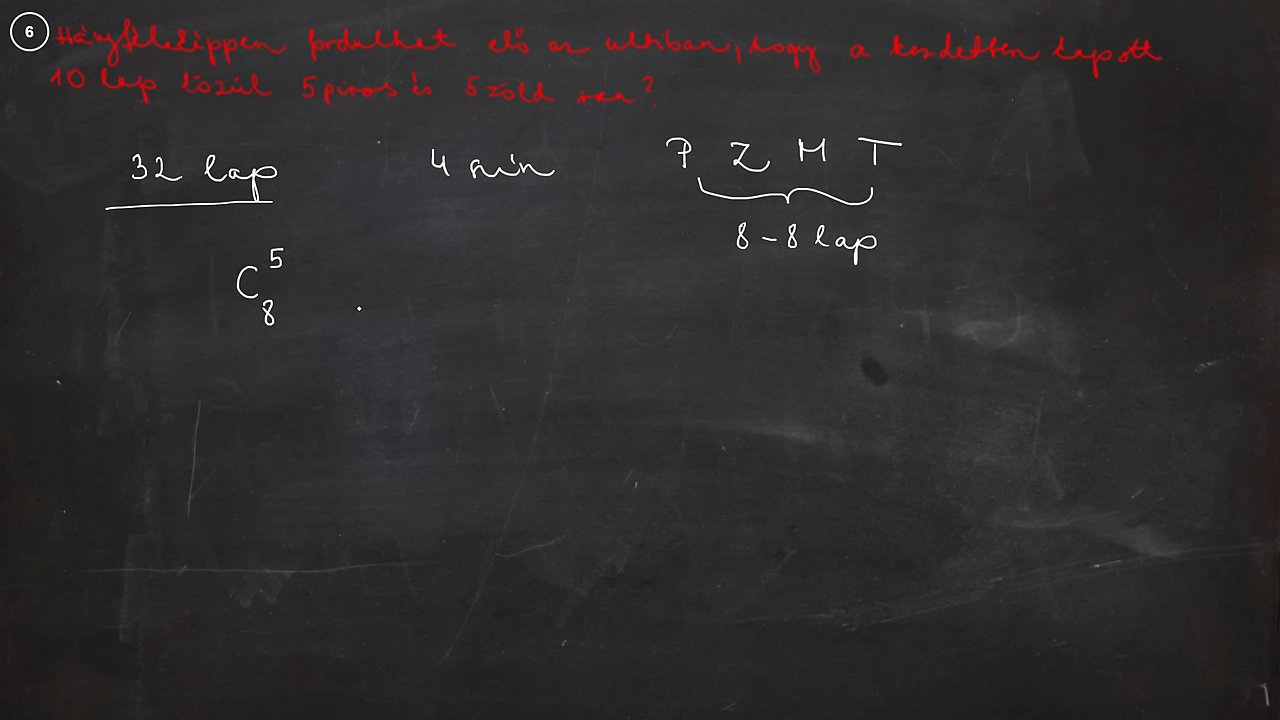 6 Hányféleképpen fordulhat elő az ultiban, hogy a kezdetben kapott
10 lap közül 5 piros és 5 zöld van?
32 lap 4 szín P Z M T
8-8 lap
C 5 8